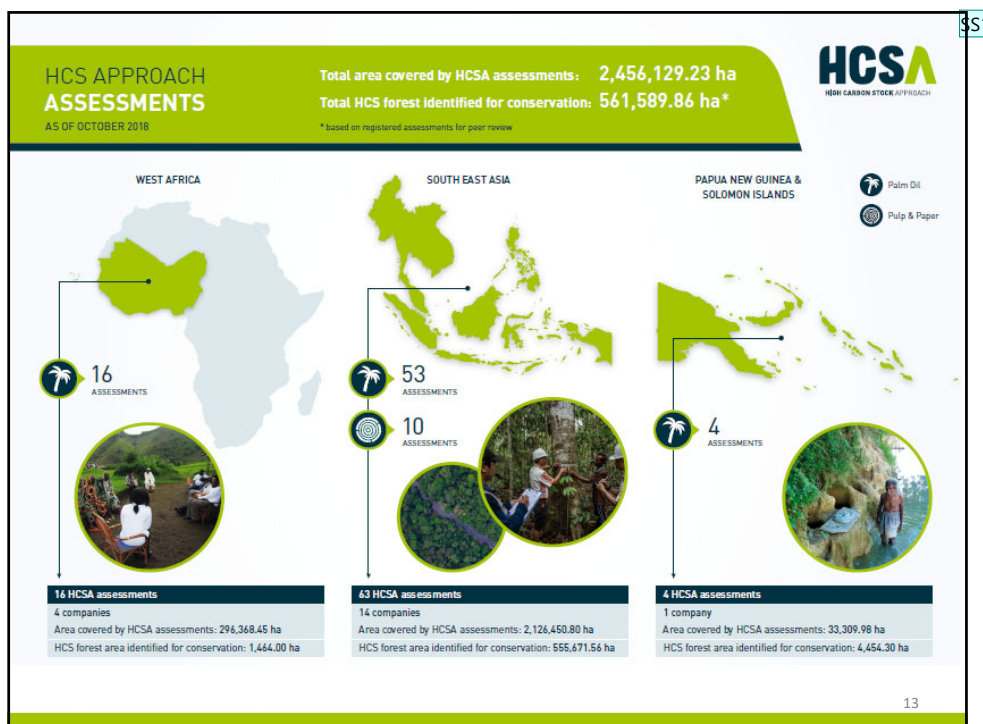 SS1
HCS APPROACH
ASSESSMENTS
AS OF OCTOBER 2018
Total area covered by HCSA assessments: 2,456,129.23 ha
Total HCS forest identified for conservation: 561,589.86 ha*
* based on registered assessments for peer review
HCSA
HIGH CARBON STOCK APPROACH
WEST AFRICA
SOUTH EAST ASIA
PAPUA NEW GUINEA &
SOLOMON ISLANDS
Palm Oil
Pulp & Paper
16
ASSESSMENTS
53
ASSESSMENTS
10
ASSESSMENTS
4
ASSESSMENTS
16 HCSA assessments
4 companies
Area covered by HCSA assessments: 296,368.45 ha
HCS forest area identified for conservation: 1,464.00 ha
63 HCSA assessments
14 companies
Area covered by HCSA assessments: 2,126,450.80 ha
HCS forest area identified for conservation: 555,671.56 ha
4 HCSA assessments
1 company
Area covered by HCSA assessments: 33,309.98 ha
HCS forest area identified for conservation: 4,454.30 ha
13